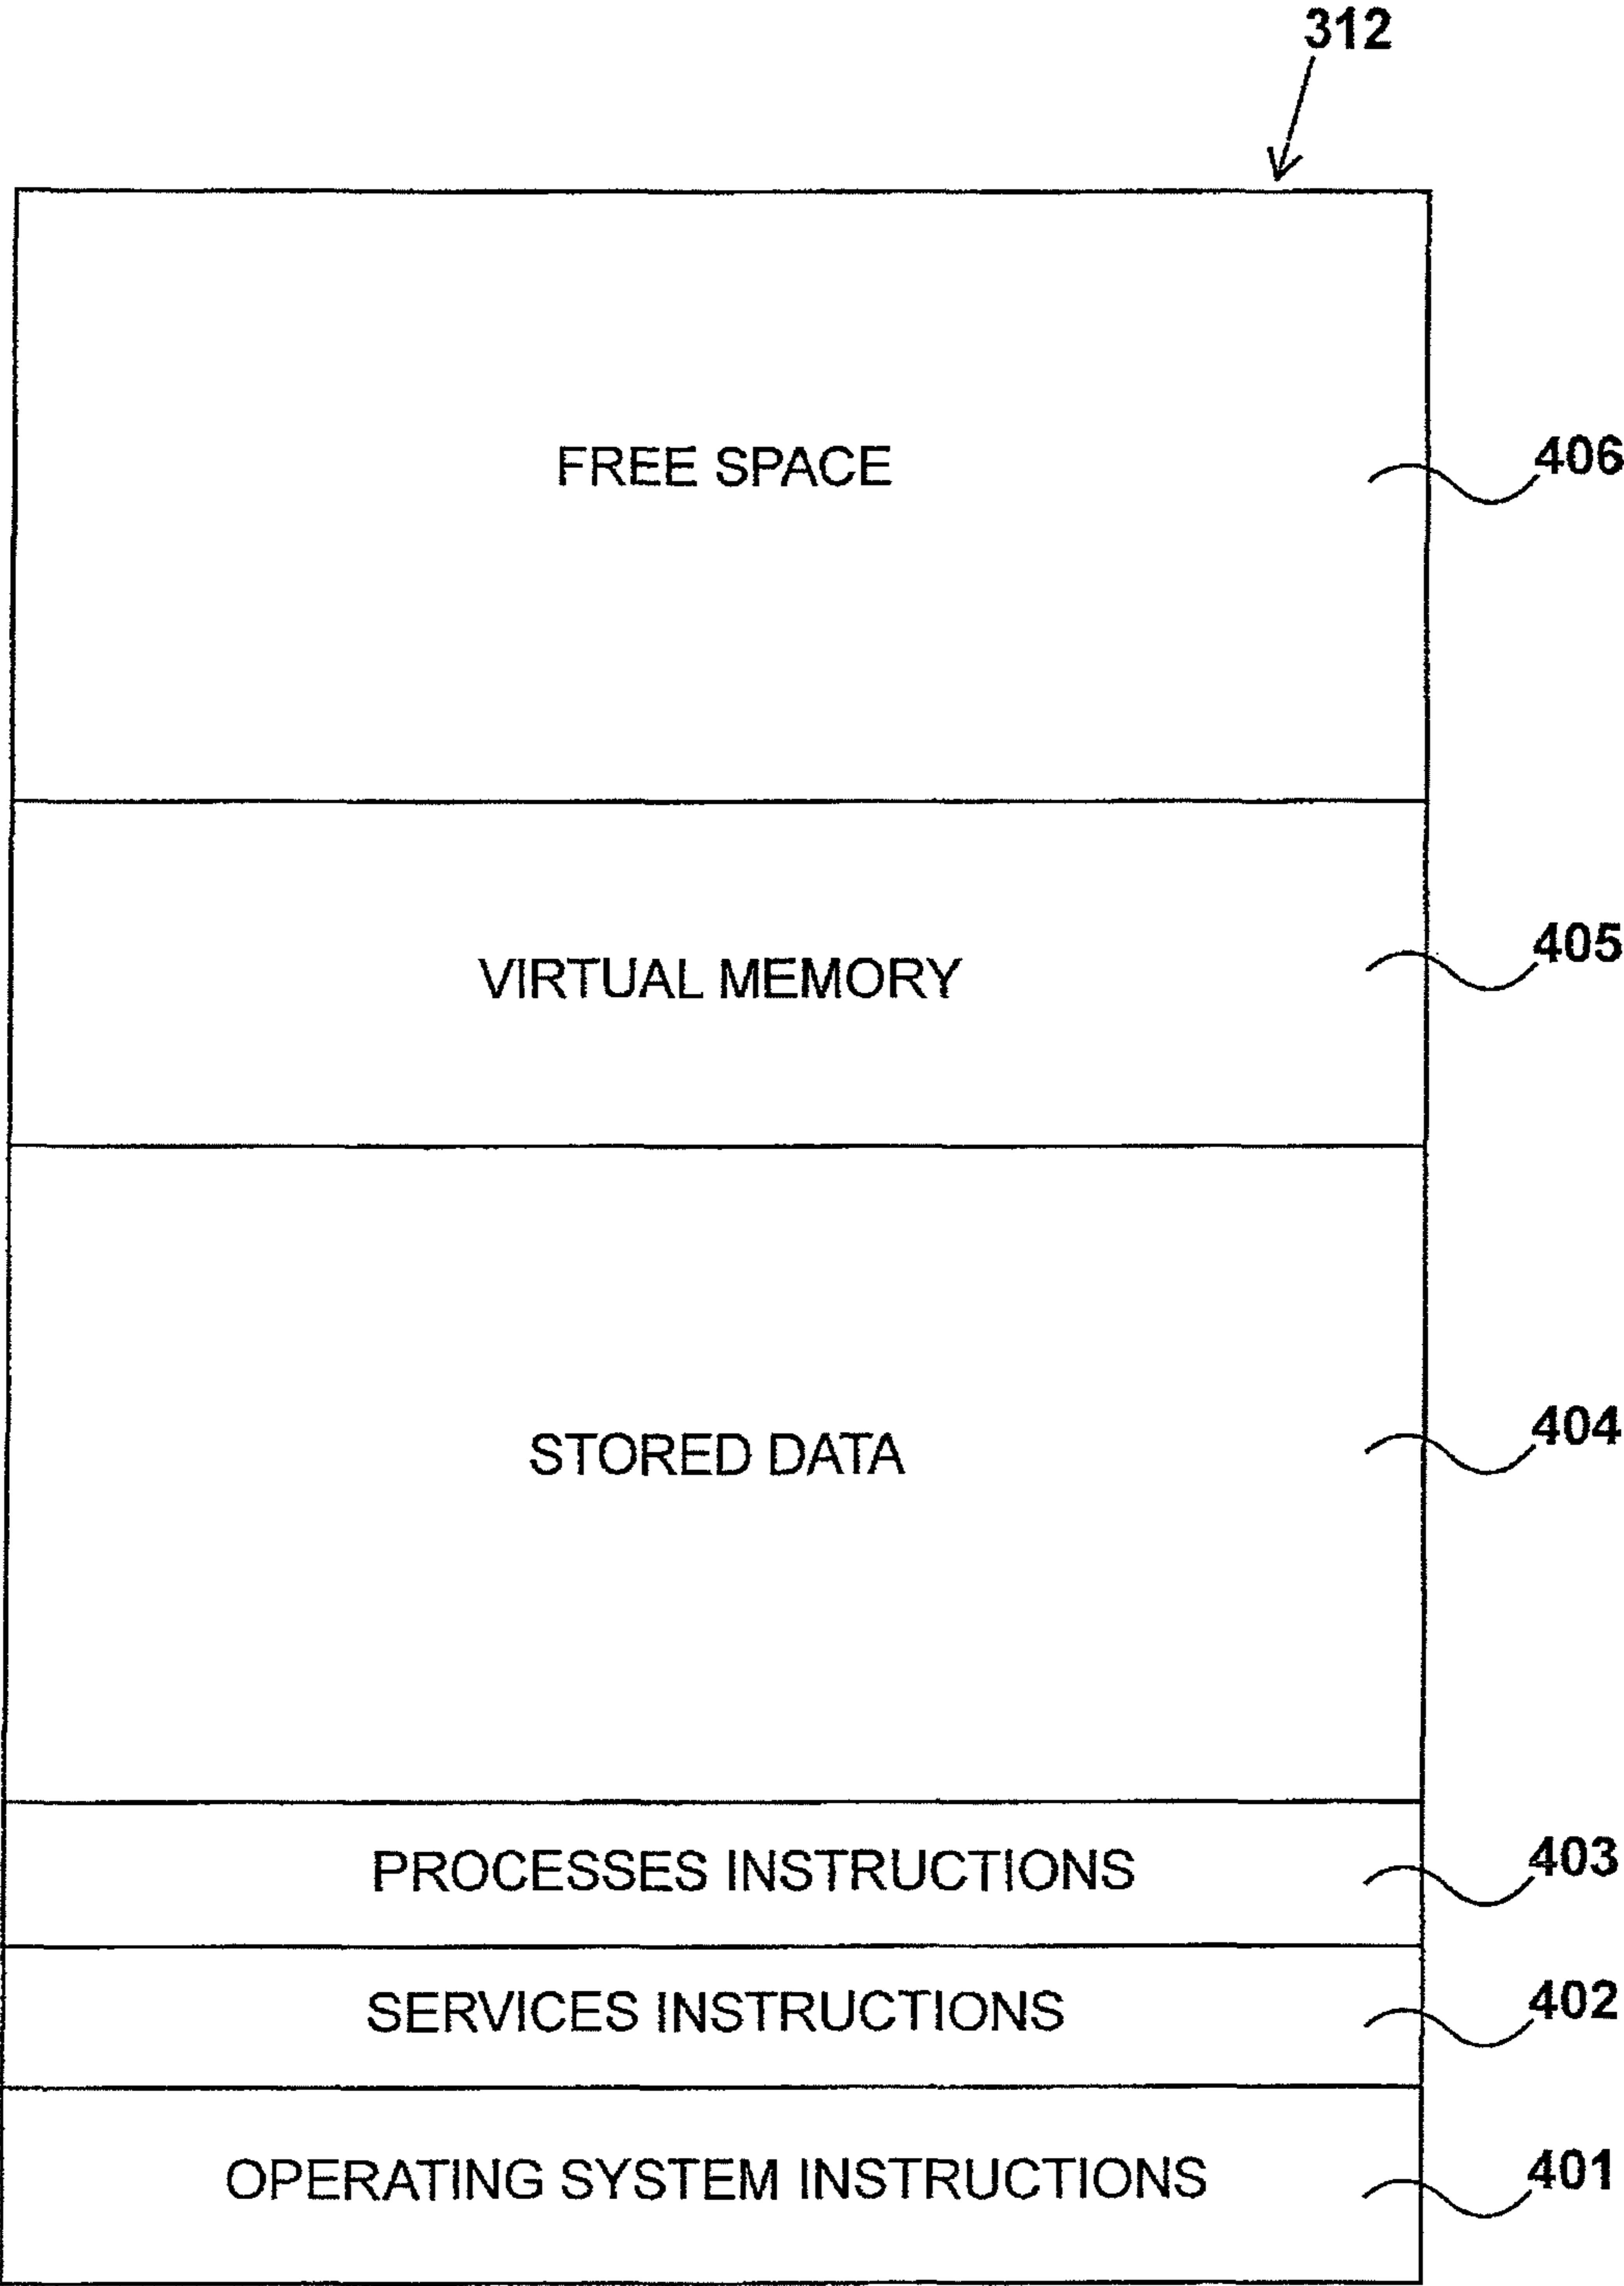 312
FREE SPACE
406
VIRTUAL MEMORY
405
STORED DATA
404
PROCESSES INSTRUCTIONS
403
SERVICES INSTRUCTIONS
402
OPERATING SYSTEM INSTRUCTIONS
401